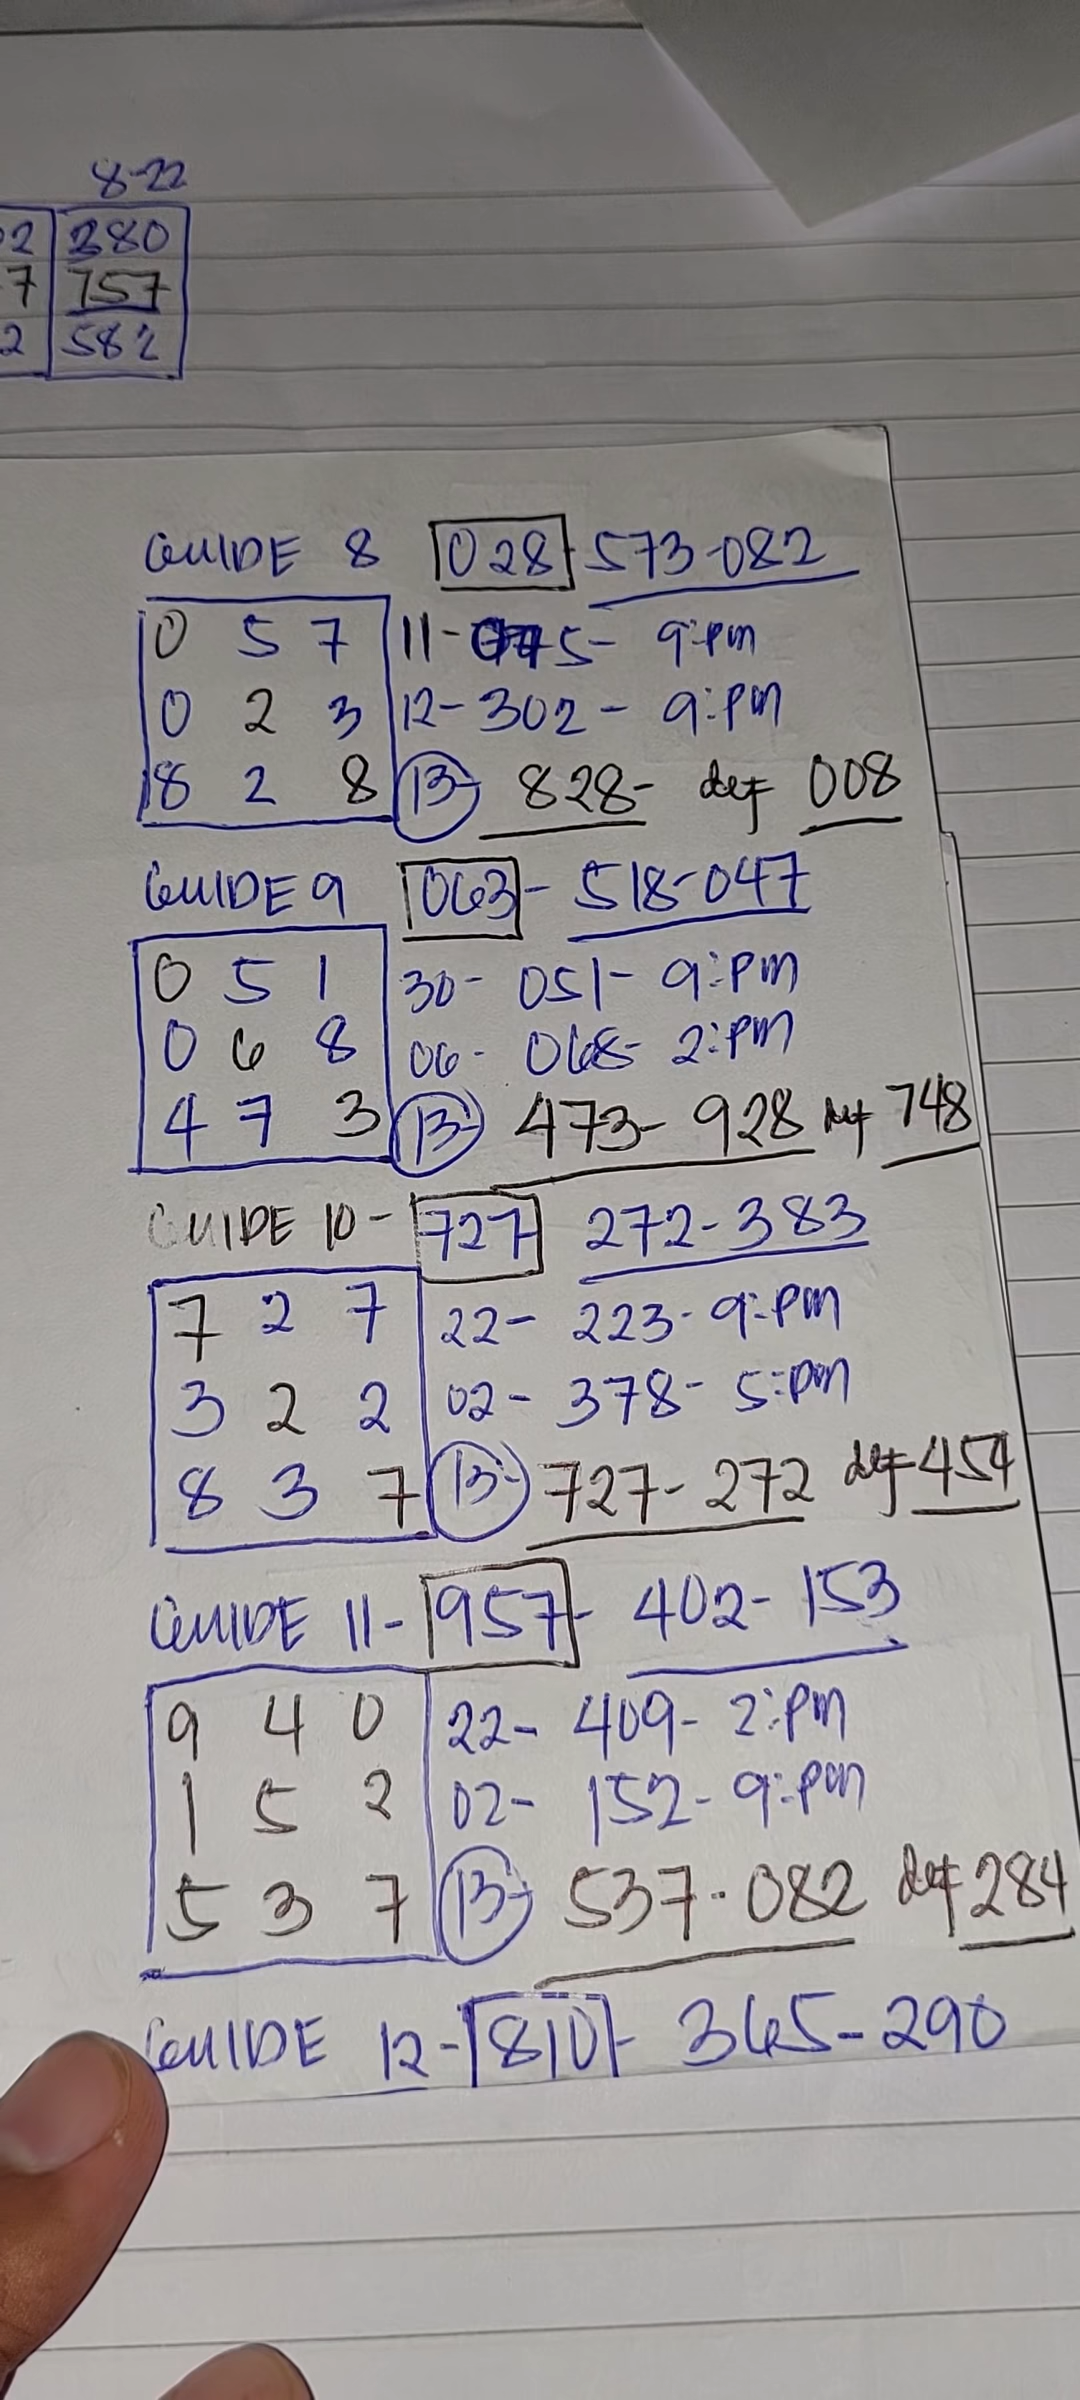 8-22
02 380
7 757
2 582
GUIDE 8 028-573-082
0 5 7 11-075- 9:pm
0 2 3 12-302- 9:pm
8 2 8 13- 828- def 008
GUIDE 9 063- 518-047
0 5 1 30- 051- 9:pm
0 6 8 06- 068- 2:pm
4 7 3 13- 473- 928 def 748
GUIDE 10- 727 272-383
7 2 7 22- 223-9:pm
3 2 2 02- 378- 5:pm
8 3 7 13- 727-272 def 454
GUIDE 11- 957- 402-153
9 4 0 22- 409- 2:pm
1 5 2 02- 152-9:pm
5 3 7 13- 537-082 def 284
GUIDE 12- 810- 365-290